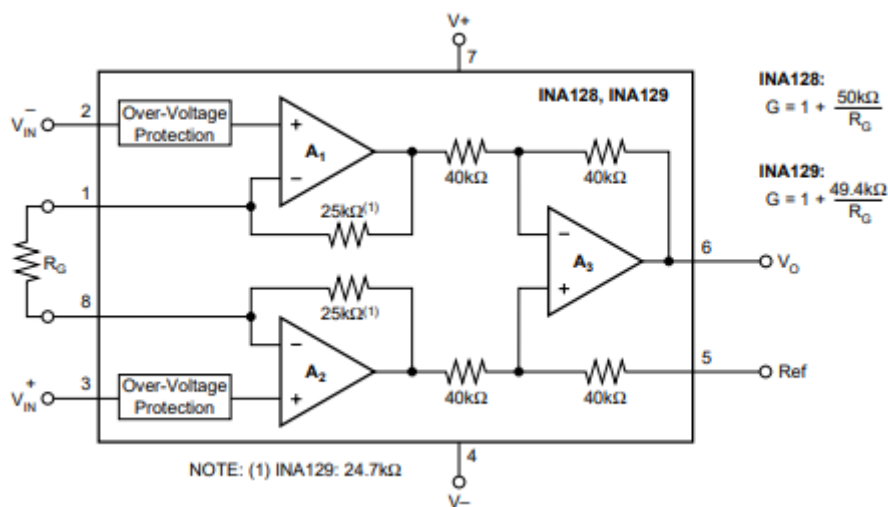 V+
7
INA128, INA129
INA128:
G = 1 + 50kΩ
R_G
INA129:
G = 1 + 49.4kΩ
R_G
2
V_IN^–
Over-Voltage
Protection
+
A₁
–
40kΩ
40kΩ
1
25kΩ⁽¹⁾
R_G
–
A₃
+
6
V_O
8
25kΩ⁽¹⁾
–
A₂
+
5
Ref
3
V_IN^+
Over-Voltage
Protection
40kΩ
40kΩ
4
NOTE: (1) INA129: 24.7kΩ
V–